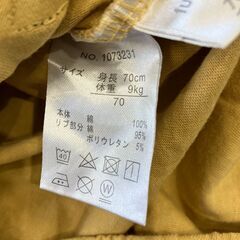 NO. 1073231
サイズ 身長 70cm
体重 9kg
70
本体 綿 100%
リブ部分 綿 95%
ポリウレタン 5%
40
W